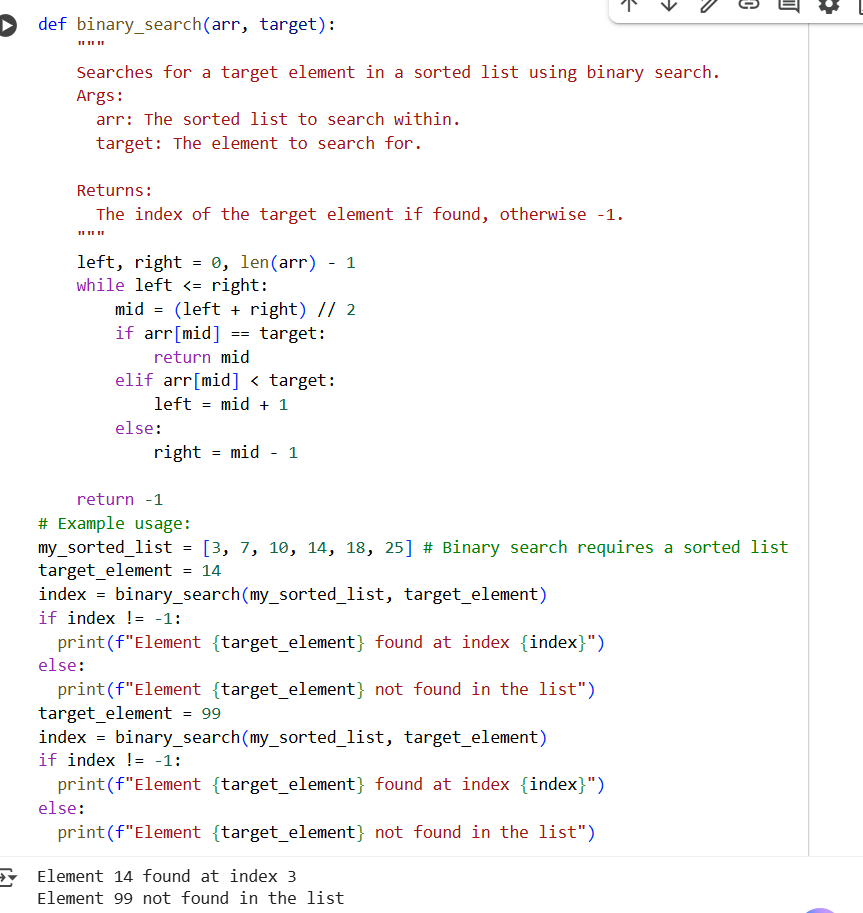 def binary_search(arr, target):
    """
    Searches for a target element in a sorted list using binary search.
    Args:
      arr: The sorted list to search within.
      target: The element to search for.

    Returns:
      The index of the target element if found, otherwise -1.
    """
    left, right = 0, len(arr) - 1
    while left <= right:
        mid = (left + right) // 2
        if arr[mid] == target:
            return mid
        elif arr[mid] < target:
            left = mid + 1
        else:
            right = mid - 1

    return -1
# Example usage:
my_sorted_list = [3, 7, 10, 14, 18, 25] # Binary search requires a sorted list
target_element = 14
index = binary_search(my_sorted_list, target_element)
if index != -1:
  print(f"Element {target_element} found at index {index}")
else:
  print(f"Element {target_element} not found in the list")
target_element = 99
index = binary_search(my_sorted_list, target_element)
if index != -1:
  print(f"Element {target_element} found at index {index}")
else:
  print(f"Element {target_element} not found in the list")
Element 14 found at index 3
Element 99 not found in the list